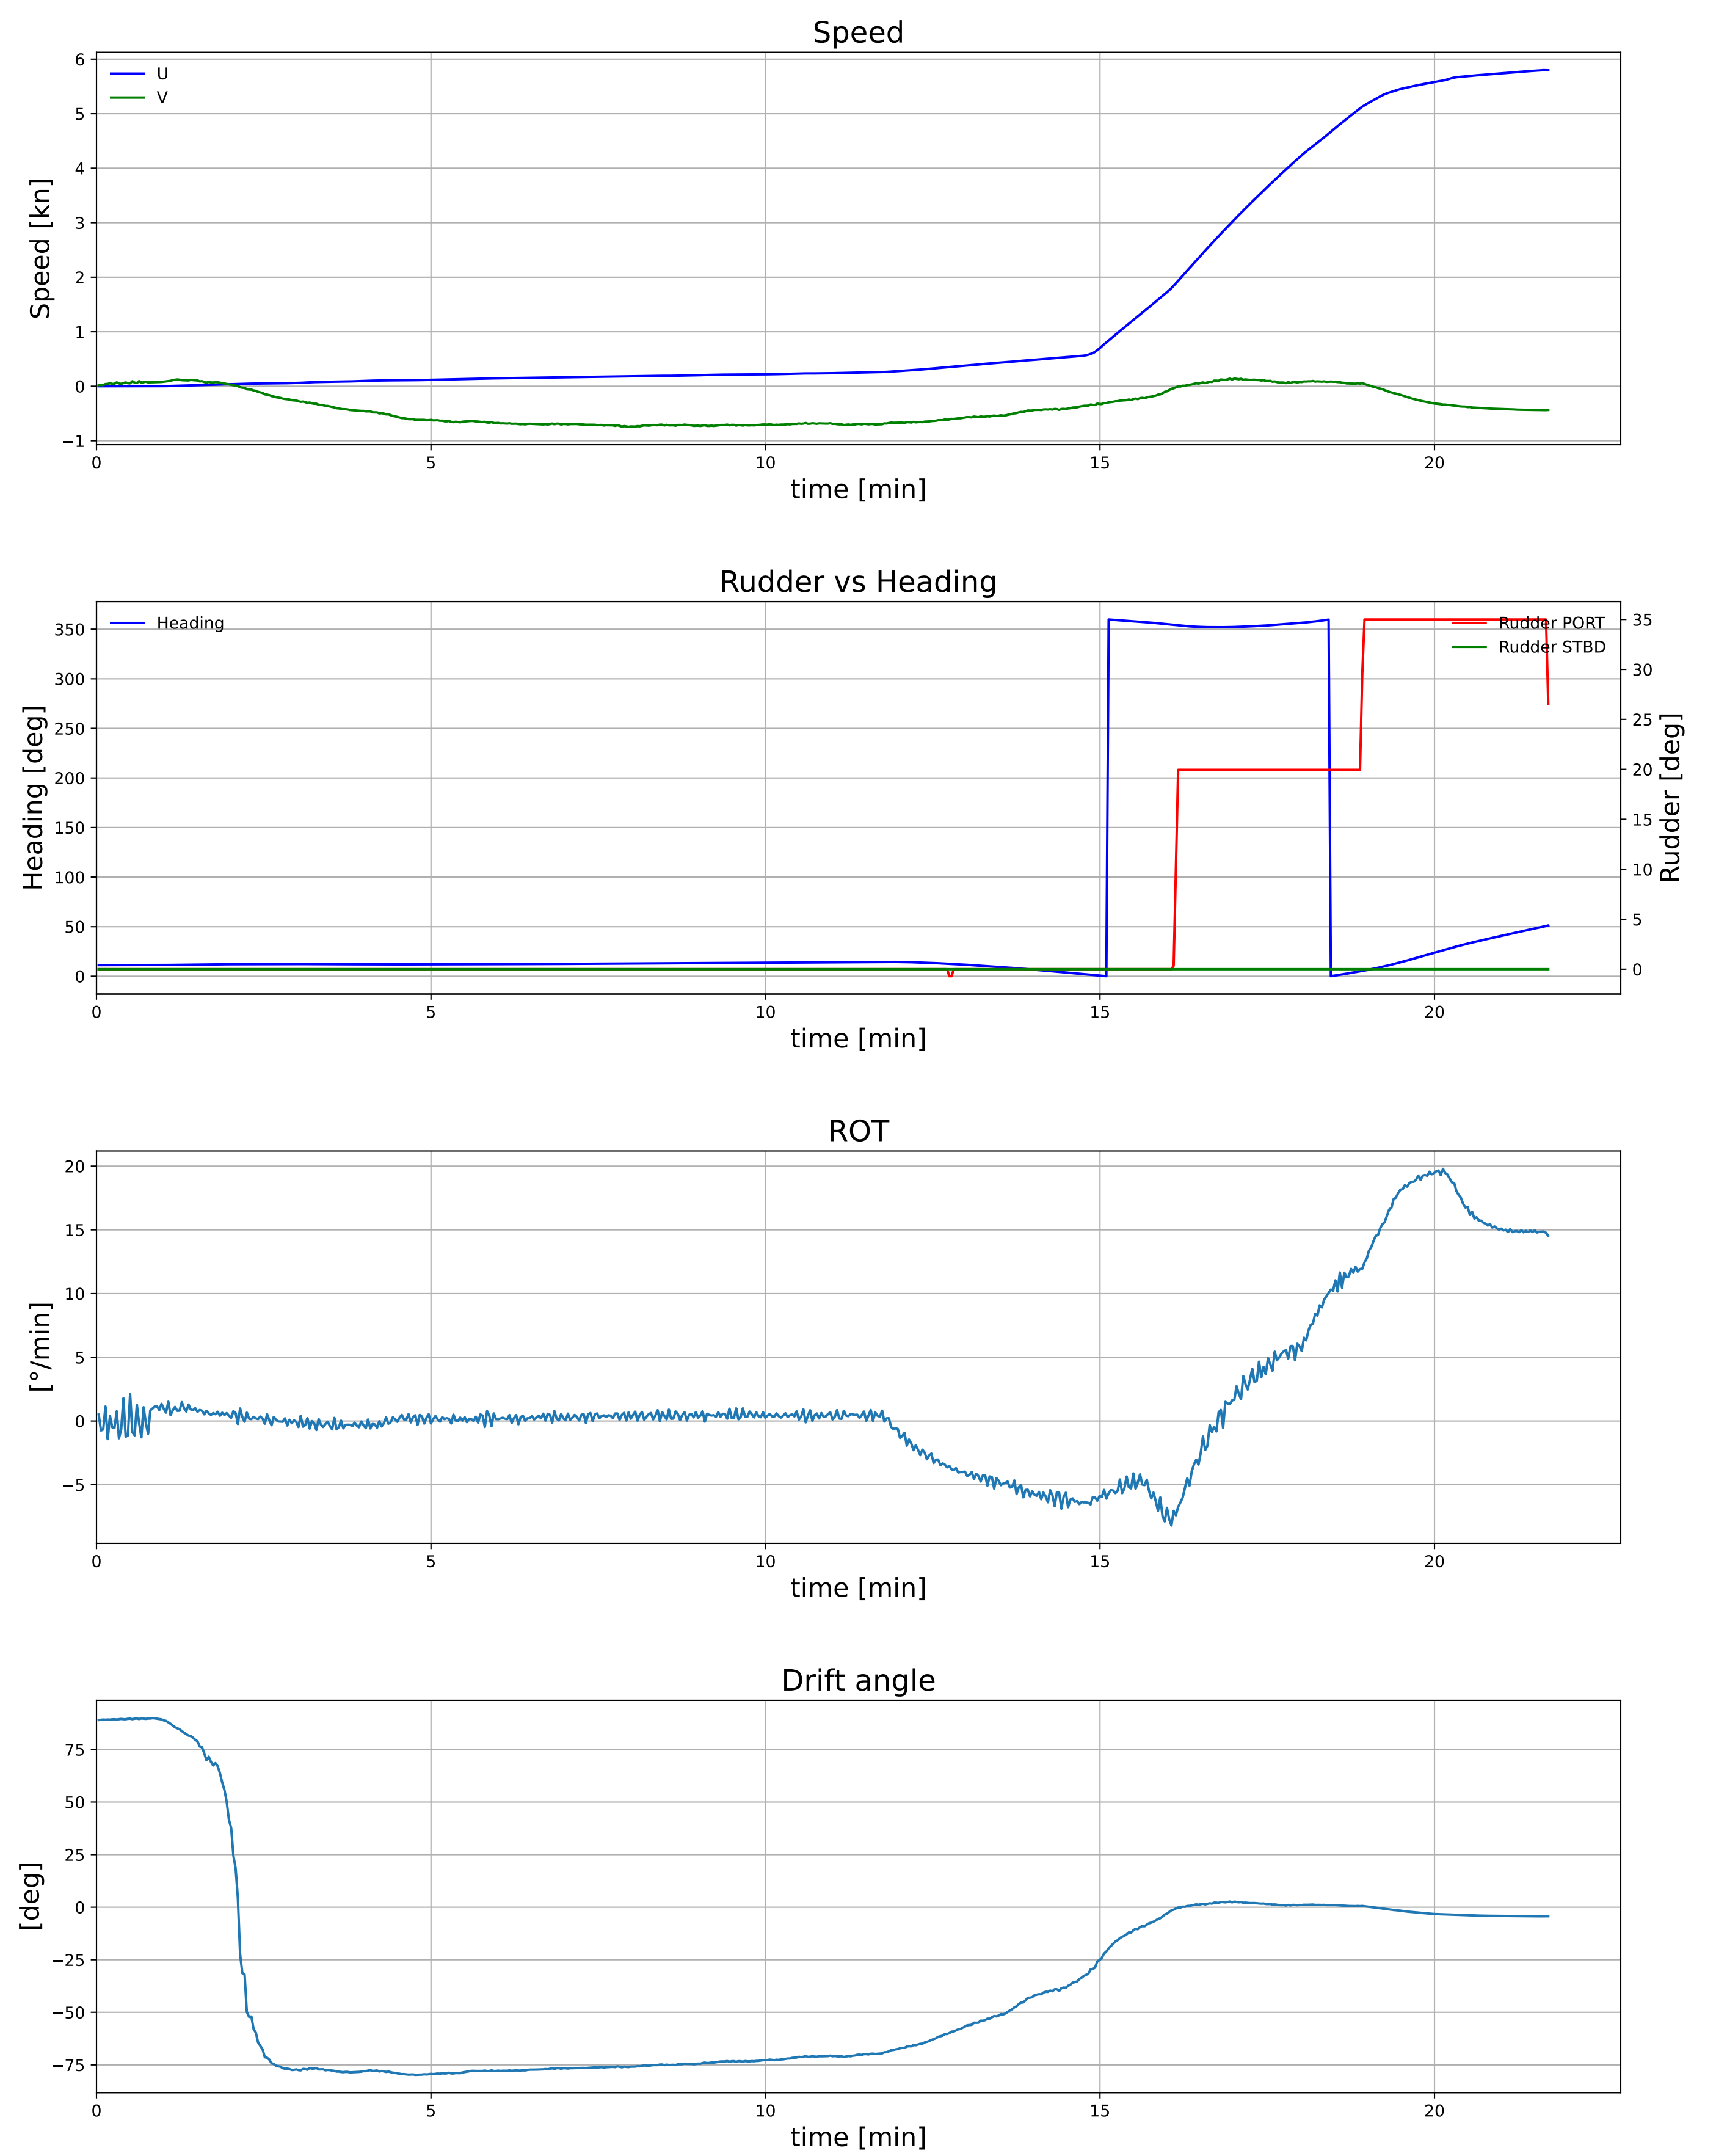 Speed
U
V
6
5
4
3
2
1
0
−1
Speed [kn]
0 5 10 15 20
time [min]
Rudder vs Heading
Heading
Rudder PORT
Rudder STBD
350
300
250
200
150
100
50
0
Heading [deg]
35
30
25
20
15
10
5
0
Rudder [deg]
0 5 10 15 20
time [min]
ROT
20
15
10
5
0
−5
[°/min]
0 5 10 15 20
time [min]
Drift angle
75
50
25
0
−25
−50
−75
[deg]
0 5 10 15 20
time [min]